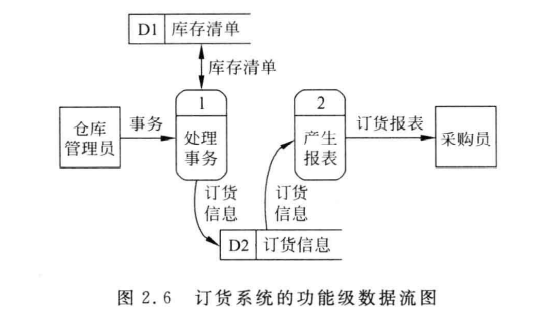 D1 库存清单
库存清单
1
2
仓库
管理员
事务
处理
事务
产生
报表
订货报表
采购员
订货
信息
订货
信息
D2 订货信息
图 2.6 订货系统的功能级数据流图